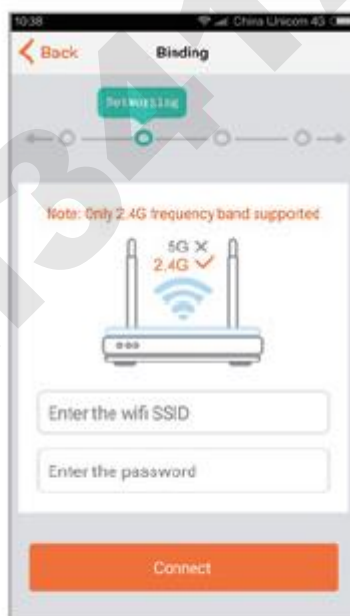 10:38 China Unicom 4G
Back Binding
Networking
Note: Only 2.4G frequency band supported
5G X
2.4G ✓
Enter the wifi SSID
Enter the password
Connect